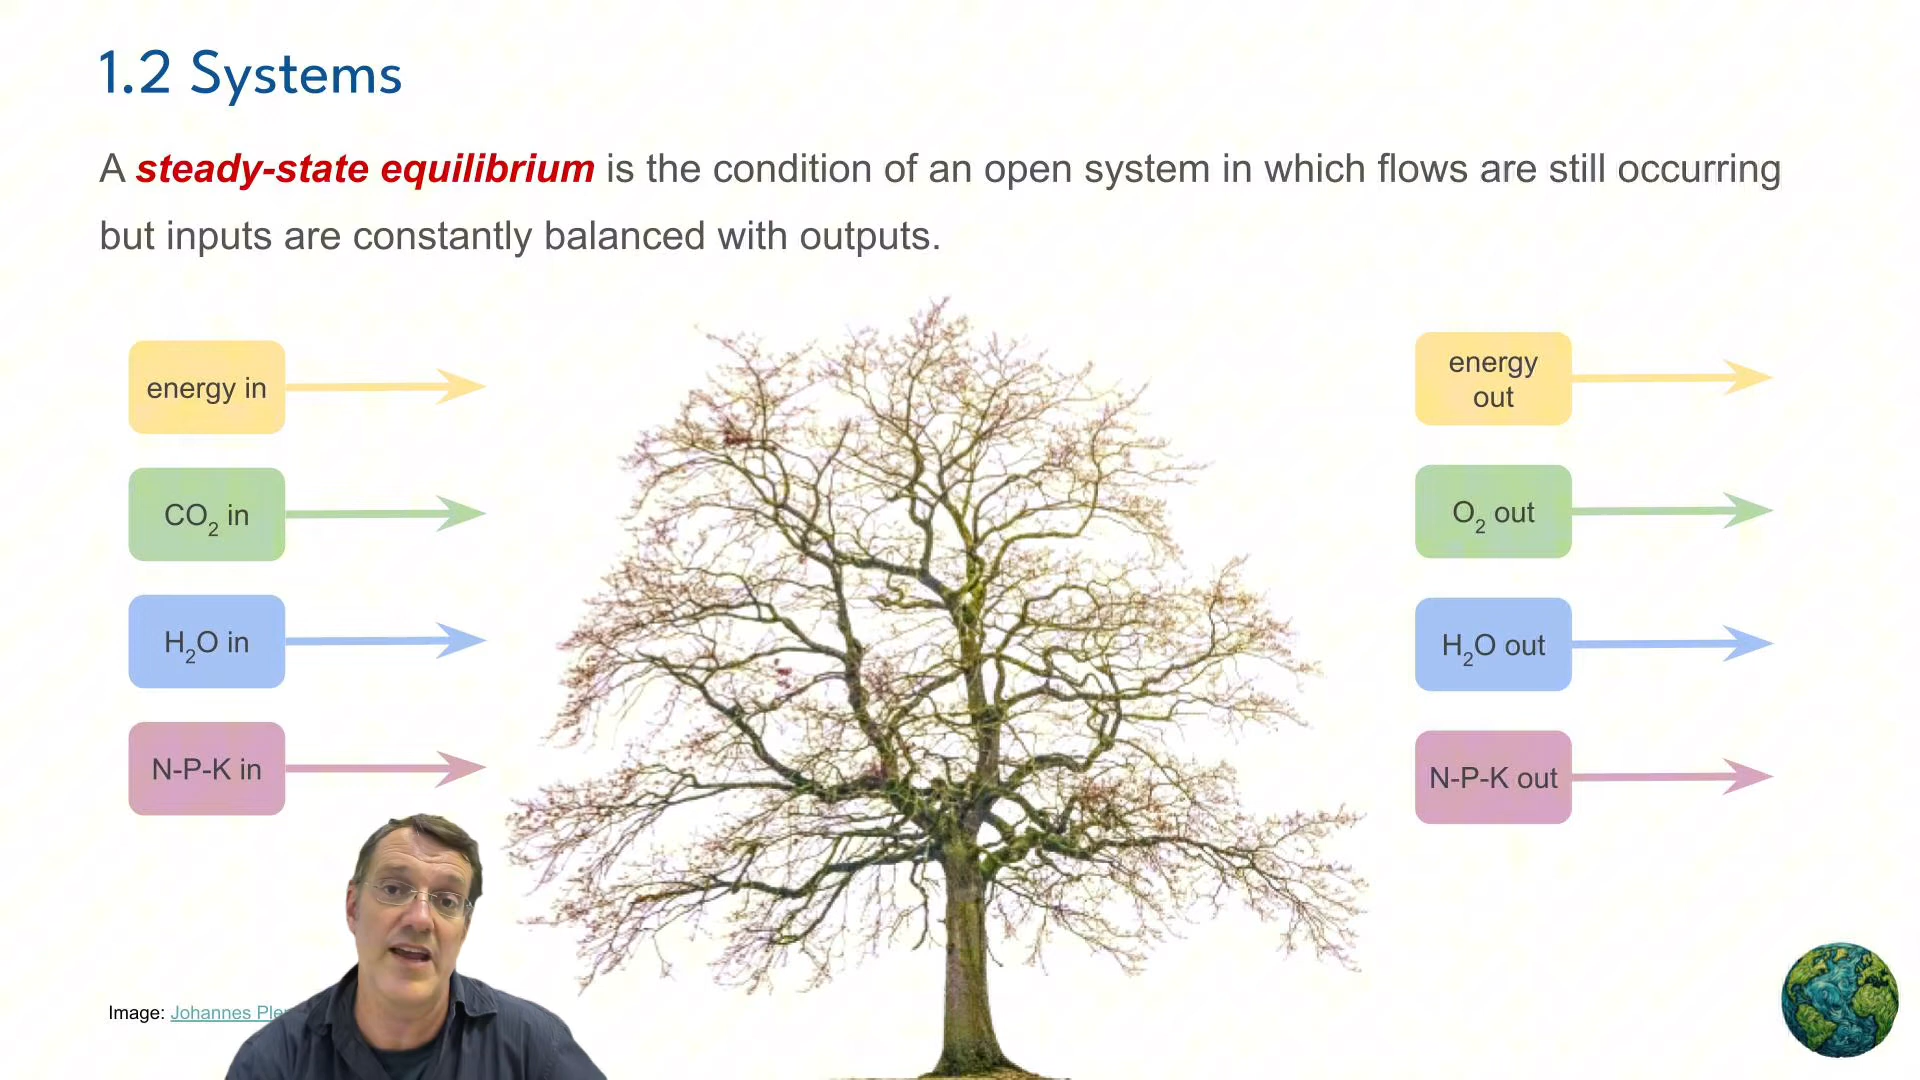 1.2 Systems
A steady-state equilibrium is the condition of an open system in which flows are still occurring
but inputs are constantly balanced with outputs.
energy in
CO₂ in
H₂O in
N-P-K in
energy
out
O₂ out
H₂O out
N-P-K out
Image: Johannes